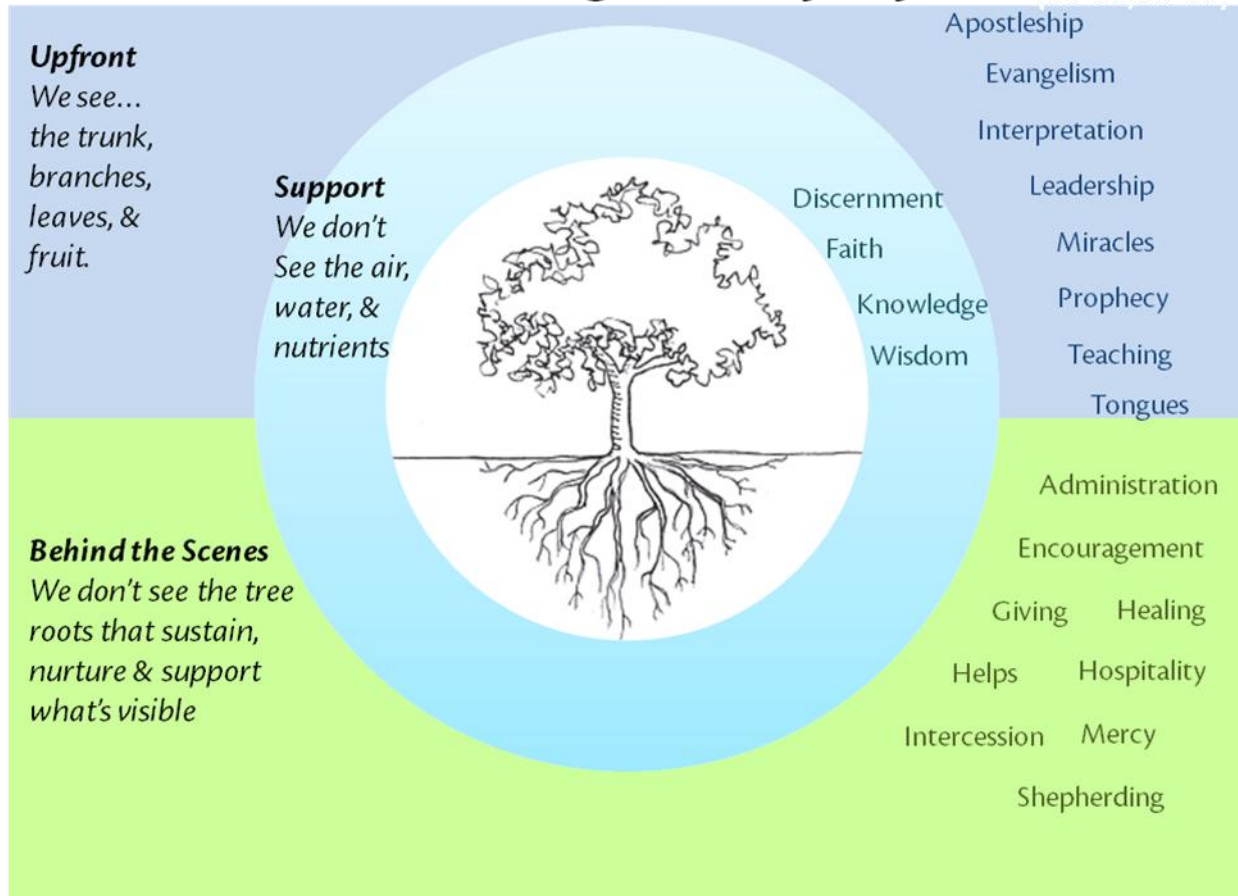 Upfront
We see...
the trunk,
branches,
leaves, &
fruit.
Support
We don't
See the air,
water, &
nutrients
Discernment
Faith
Knowledge
Wisdom
Apostleship
Evangelism
Interpretation
Leadership
Miracles
Prophecy
Teaching
Tongues
Behind the Scenes
We don't see the tree
roots that sustain,
nurture & support
what's visible
Administration
Encouragement
Giving Healing
Helps Hospitality
Intercession Mercy
Shepherding